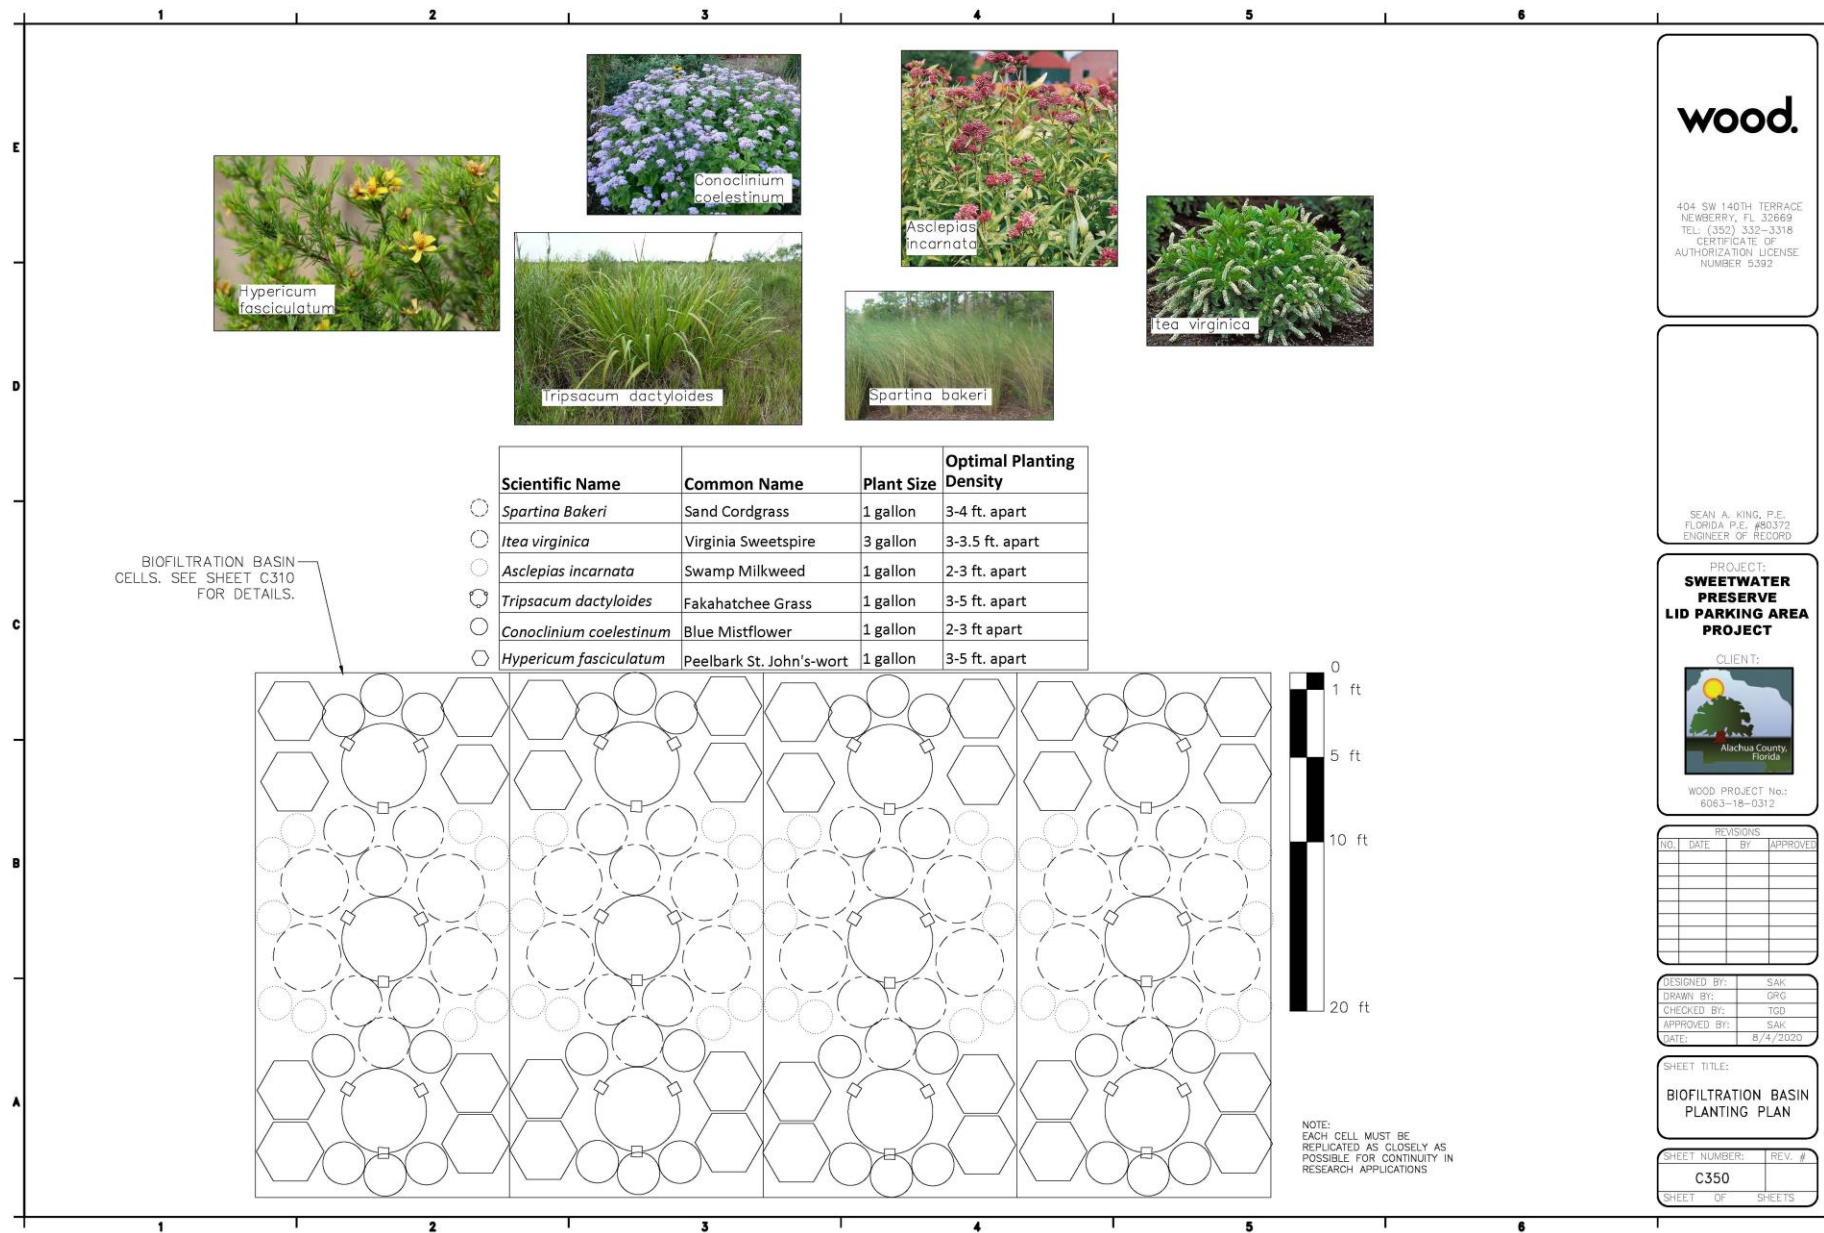 1 2 3 4 5 6
E
D
C
B
A
Hypericum
fasciculatum
Conoclinium
coelestinum
Tripsacum dactyloides
Asclepias
incarnata
Spartina bakeri
Itea virginica
Scientific Name Common Name Plant Size Optimal Planting Density
Spartina Bakeri Sand Cordgrass 1 gallon 3-4 ft. apart
Itea virginica Virginia Sweetspire 3 gallon 3-3.5 ft. apart
Asclepias incarnata Swamp Milkweed 1 gallon 2-3 ft. apart
Tripsacum dactyloides Fakahatchee Grass 1 gallon 3-5 ft. apart
Conoclinium coelestinum Blue Mistflower 1 gallon 2-3 ft apart
Hypericum fasciculatum Peelbark St. John's-wort 1 gallon 3-5 ft. apart
BIOFILTRATION BASIN
CELLS. SEE SHEET C310
FOR DETAILS.
0
1 ft
5 ft
10 ft
20 ft
NOTE:
EACH CELL MUST BE
REPLICATED AS CLOSELY AS
POSSIBLE FOR CONTINUITY IN
RESEARCH APPLICATIONS
wood.
404 SW 140TH TERRACE
NEWBERRY, FL 32669
TEL: (352) 332-3318
CERTIFICATE OF
AUTHORIZATION LICENSE
NUMBER 5392
SEAN A. KING, P.E.
FLORIDA P.E. #80372
ENGINEER OF RECORD
PROJECT:
SWEETWATER
PRESERVE
LID PARKING AREA
PROJECT
CLIENT:
Alachua County,
Florida
WOOD PROJECT No.:
6063-18-0312
REVISIONS
NO. DATE BY APPROVED
DESIGNED BY: SAK
DRAWN BY: GRG
CHECKED BY: TGD
APPROVED BY: SAK
DATE: 8/4/2020
SHEET TITLE:
BIOFILTRATION BASIN
PLANTING PLAN
SHEET NUMBER: REV. #
C350
SHEET OF SHEETS
1 2 3 4 5 6